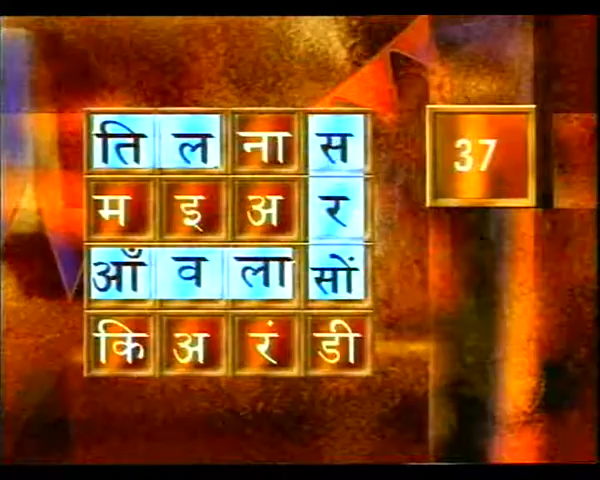 ति ल ना स
37
म इ अ र
आँ व ला सों
कि अ रं डी